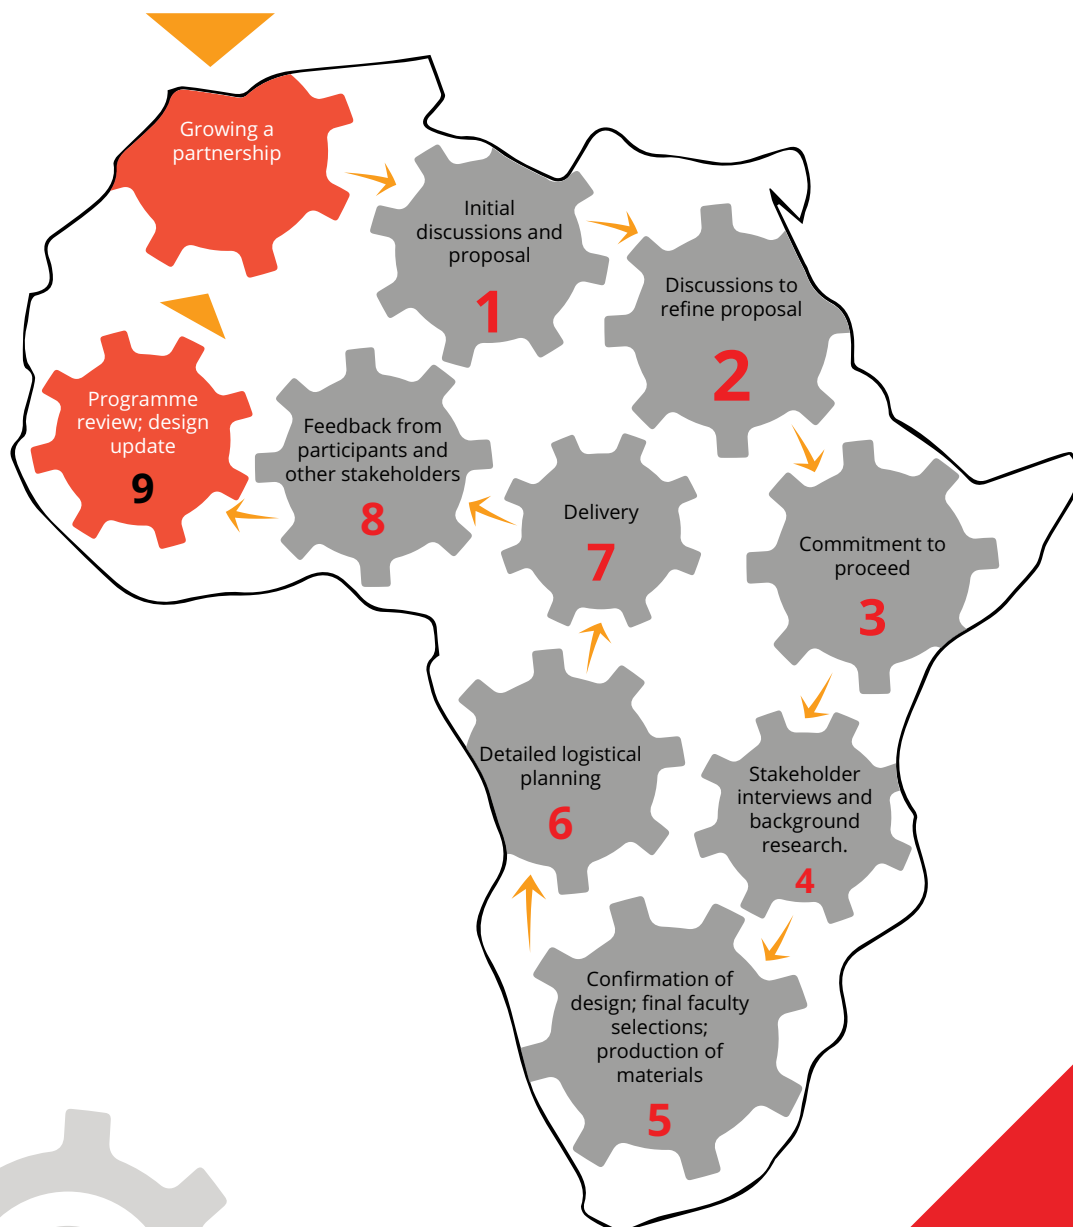 Growing a
partnership
Initial
discussions and
proposal
1
Discussions to
refine proposal
2
Commitment to
proceed
3
Stakeholder
interviews and
background
research.
4
Confirmation of
design; final faculty
selections;
production of
materials
5
Detailed logistical
planning
6
Delivery
7
Feedback from
participants and
other stakeholders
8
Programme
review; design
update
9